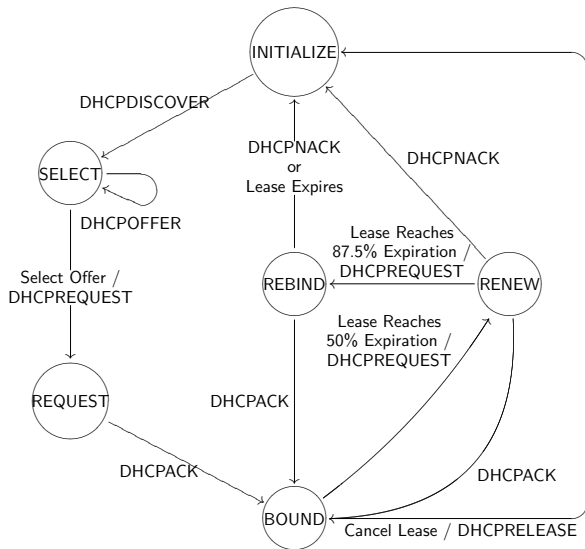 INITIALIZE
DHCPDISCOVER
DHCPNACK
or
Lease Expires
DHCPNACK
SELECT
DHCPOFFER
Lease Reaches
87.5% Expiration /
DHCPREQUEST
Select Offer /
DHCPREQUEST
REBIND
RENEW
Lease Reaches
50% Expiration /
DHCPREQUEST
REQUEST
DHCPACK
DHCPACK
DHCPACK
BOUND
Cancel Lease / DHCPRELEASE